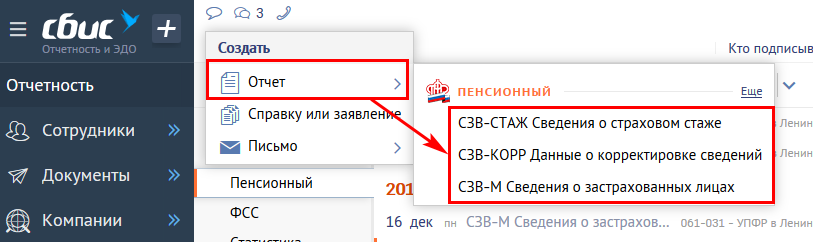 сбис
Отчетность и ЭДО
+
3
Отчетность
Сотрудники
Документы
Компании
Создать
Отчет
Справку или заявление
Письмо
Пенсионный
ФСС
Статистика
Кто подписыв
ПЕНСИОННЫЙ Еще
СЗВ-СТАЖ Сведения о страховом стаже
СЗВ-КОРР Данные о корректировке сведений
СЗВ-М Сведения о застрахованных лицах
в Ленин
в Ленин
201
16 дек пн СЗВ-М Сведения о застрахов... 061-031 - УПФР в Ленин